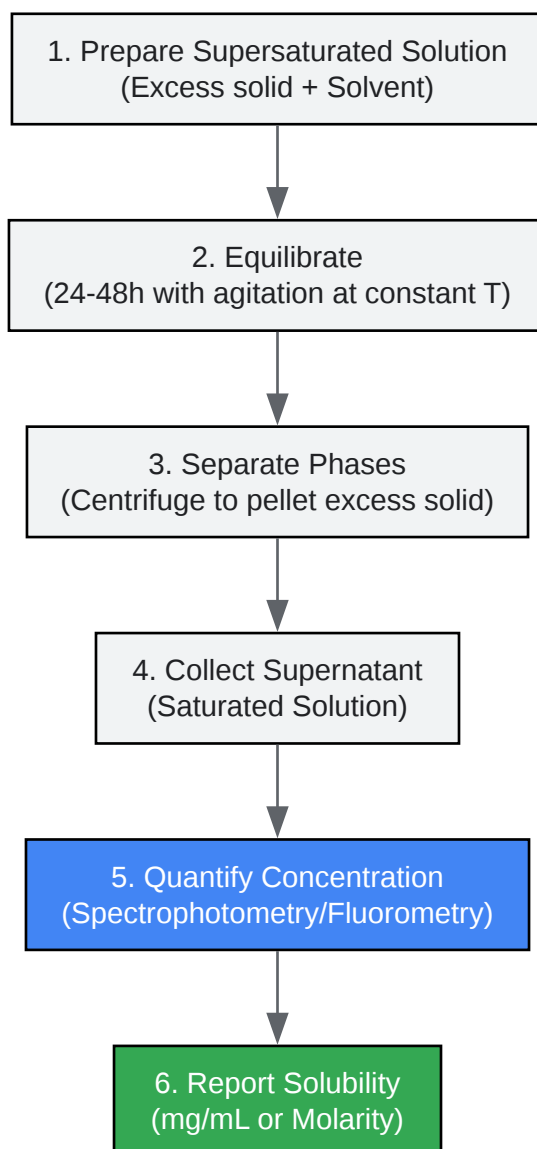 1. Prepare Supersaturated Solution
(Excess solid + Solvent)
2. Equilibrate
(24-48h with agitation at constant T)
3. Separate Phases
(Centrifuge to pellet excess solid)
4. Collect Supernatant
(Saturated Solution)
5. Quantify Concentration
(Spectrophotometry/Fluorometry)
6. Report Solubility
(mg/mL or Molarity)